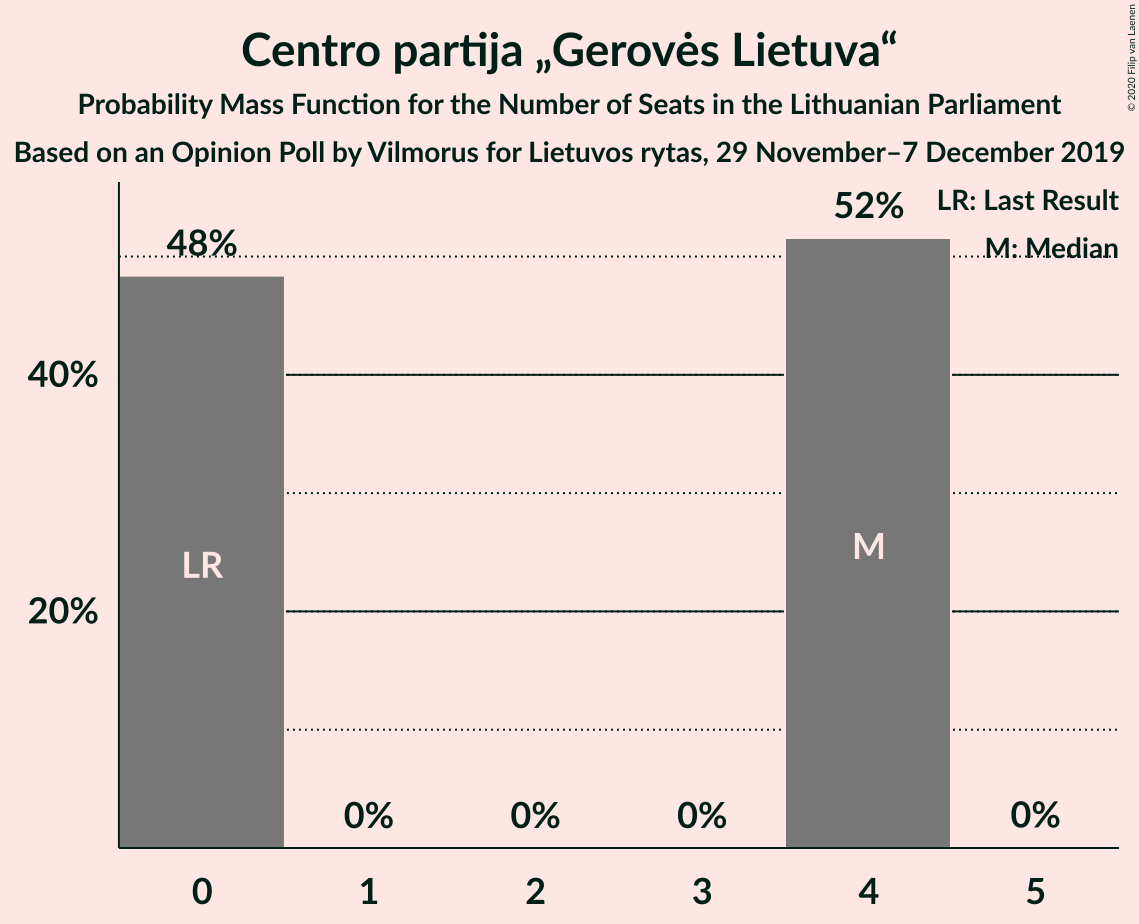 Centro partija „Gerovės Lietuva“
Probability Mass Function for the Number of Seats in the Lithuanian Parliament
Based on an Opinion Poll by Vilmorus for Lietuvos rytas, 29 November–7 December 2019
© 2020 Filip van Laenen
LR: Last Result
M: Median
48%
52%
40%
20%
LR
M
0%
0%
0%
0%
0
1
2
3
4
5